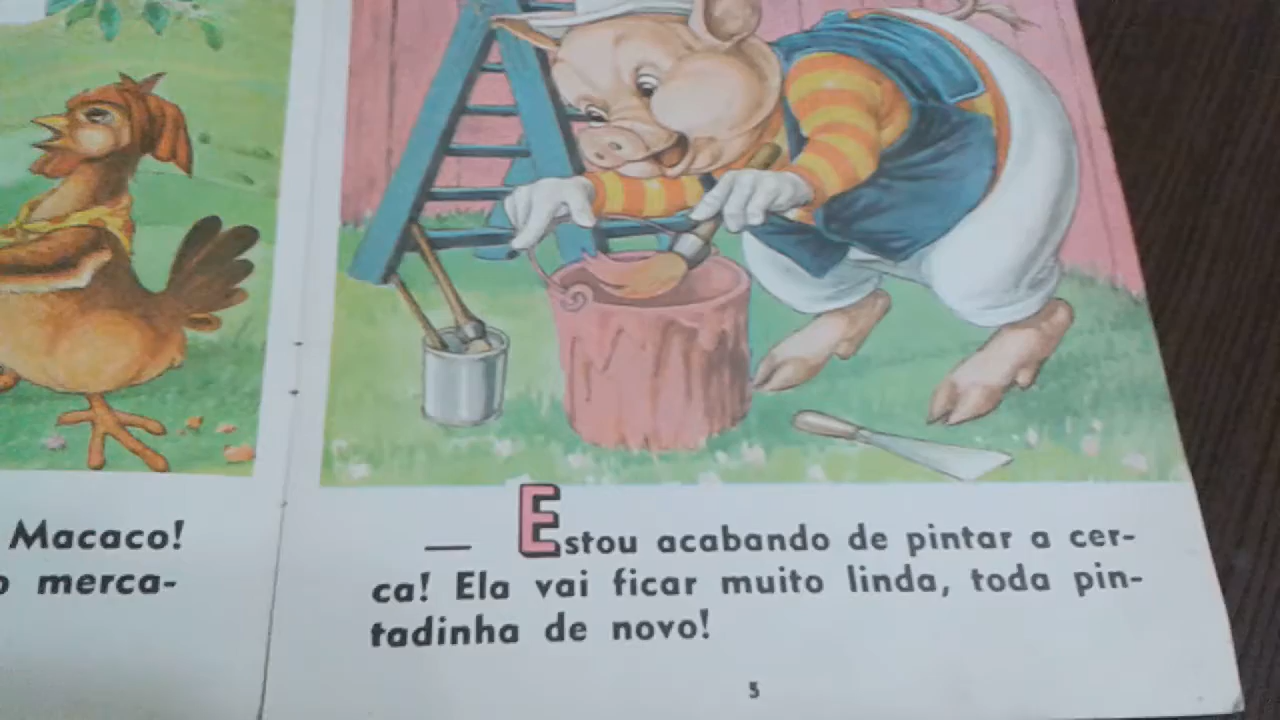 Macaco!
merca-
— Estou acabando de pintar a cer-
ca! Ela vai ficar muito linda, toda pin-
tadinha de novo!
5